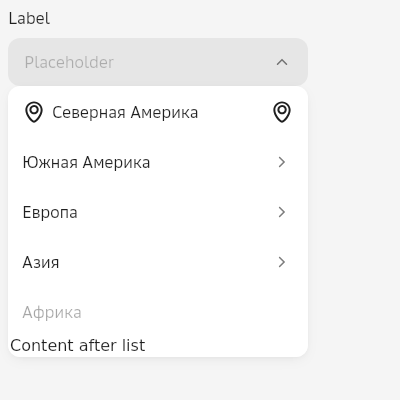 Label
Placeholder
Северная Америка
Южная Америка
Европа
Азия
Африка
Content after list